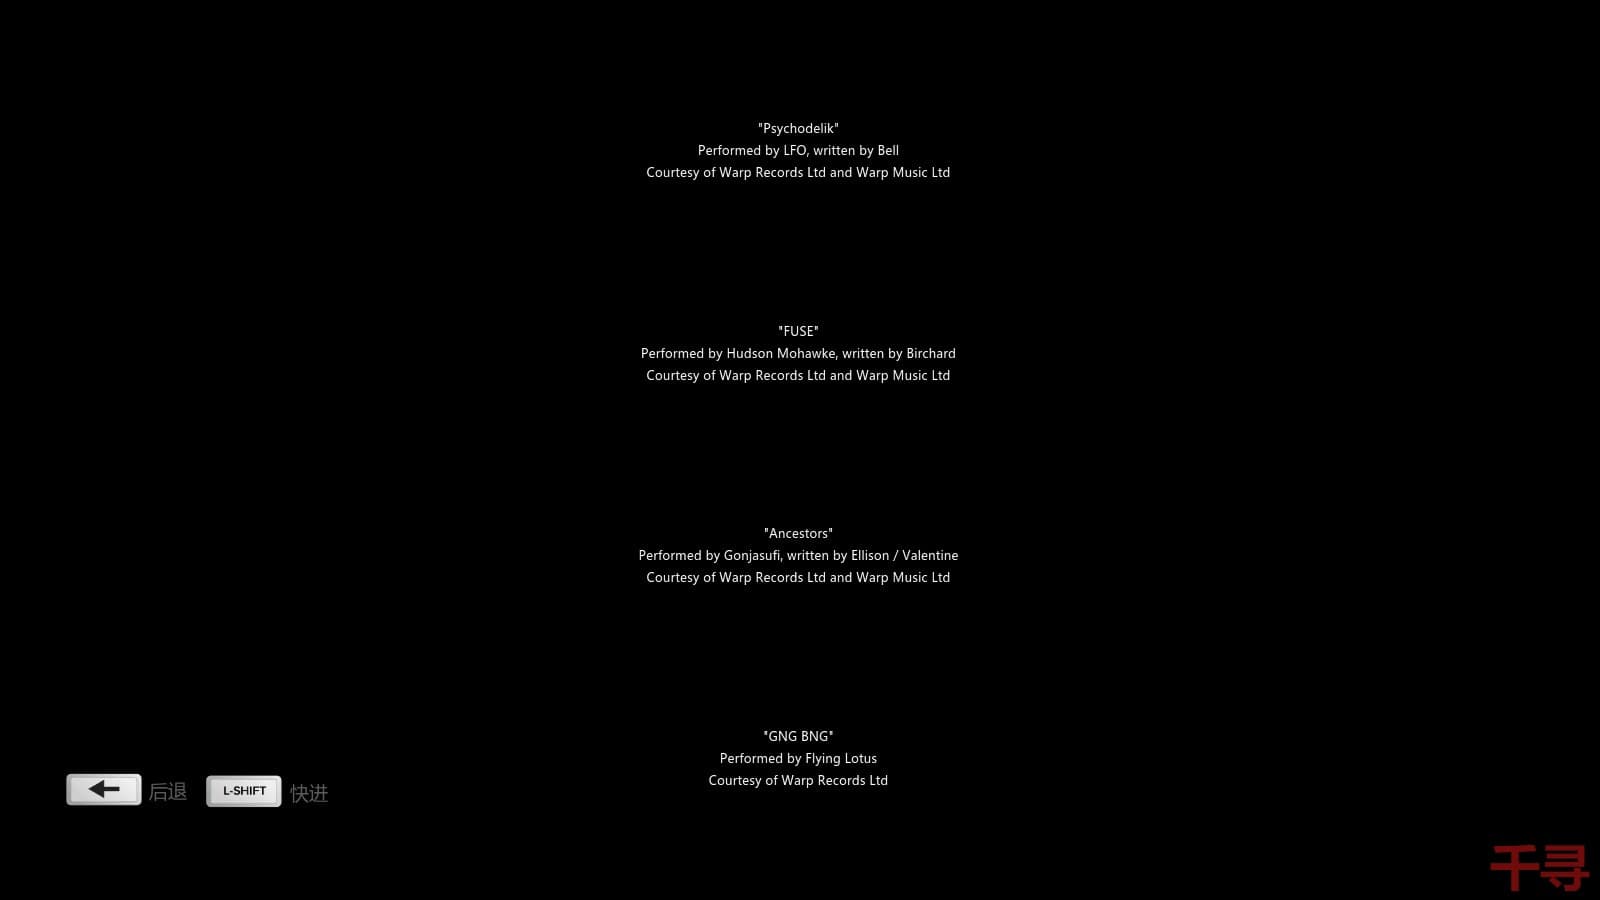 "Psychodelik"
Performed by LFO, written by Bell
Courtesy of Warp Records Ltd and Warp Music Ltd
"FUSE"
Performed by Hudson Mohawke, written by Birchard
Courtesy of Warp Records Ltd and Warp Music Ltd
"Ancestors"
Performed by Gonjasufi, written by Ellison / Valentine
Courtesy of Warp Records Ltd and Warp Music Ltd
"GNG BNG"
Performed by Flying Lotus
Courtesy of Warp Records Ltd
后退 L-SHIFT 快进
千寻